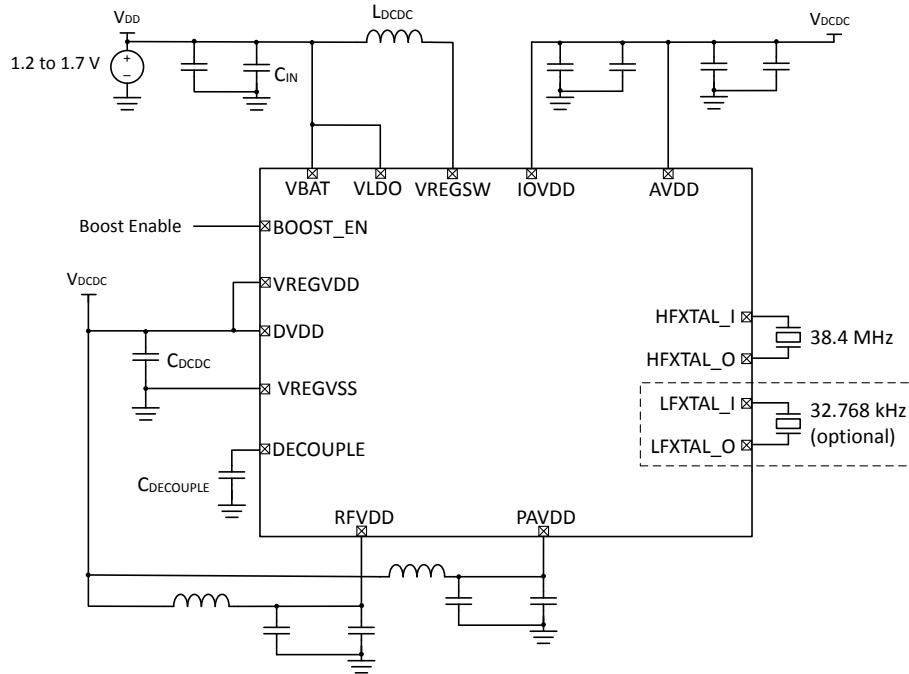 VDD
LDCDC
VDCDC
1.2 to 1.7 V
+
–
CIN
VBAT
VLDO
VREGSW
IOVDD
AVDD
Boost Enable
BOOST_EN
VDCDC
VREGVDD
DVDD
HFXTAL_I
38.4 MHz
HFXTAL_O
CDCDC
VREGVSS
LFXTAL_I
32.768 kHz
(optional)
LFXTAL_O
DECOUPLE
CDECOUPLE
RFVDD
PAVDD